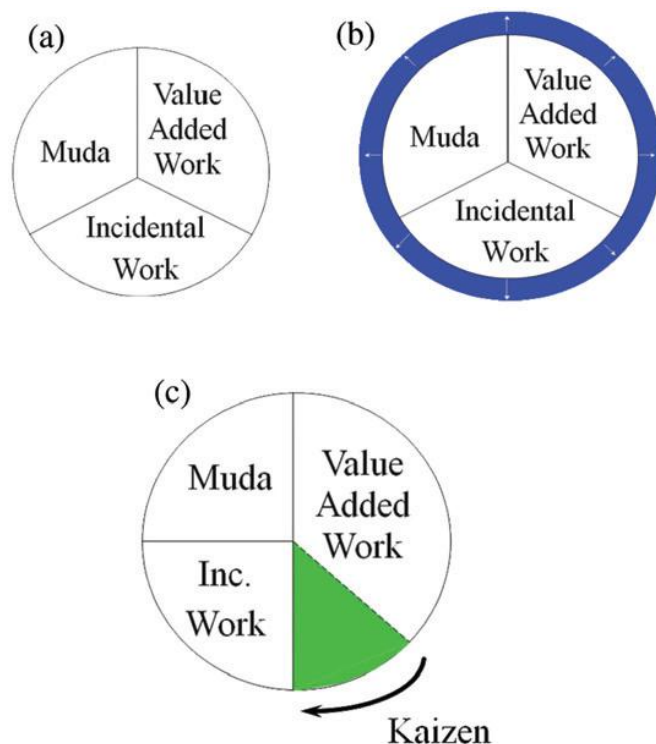 (a)
Muda
Value
Added
Work
Incidental
Work
(b)
Muda
Value
Added
Work
Incidental
Work
(c)
Muda
Value
Added
Work
Inc.
Work
Kaizen